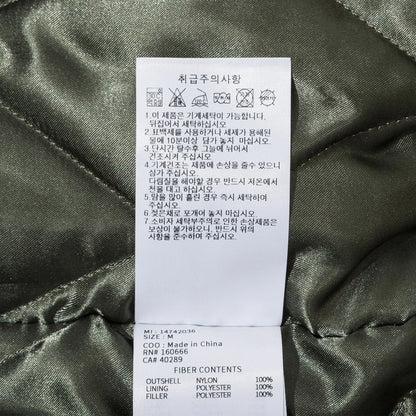 취급주의사항
1.이 제품은 기계세탁이 가능합니다.
뒤집어서 세탁하십시오
2.표백제를 사용하거나 세제가 용해된
물에 10분이상 담가 놓지 마십시오
3.단시간 탈수후 그늘에 뉘어서
건조시켜 주십시오
4.기계건조는 제품에 손상을 줄수있으니
삼가 주십시오
다림질을 해야할 경우 반드시 저온에서
천을 대고 하십시오
5.땀을 많이 흘린 경우 즉시 세탁하여
주십시오
6.젖은채로 포개어 놓지 마십시오.
7.소비자 세탁부주의로 인한 손상제품은
보상이 불가하오니, 반드시 위의
사항을 준수하여 주십시오
MI: 14742036
SIZE: M
COO: Made in China
RN# 160666
CA# 40289
FIBER CONTENTS
OUTSHELL NYLON 100%
LINING POLYESTER 100%
FILLER POLYESTER 100%